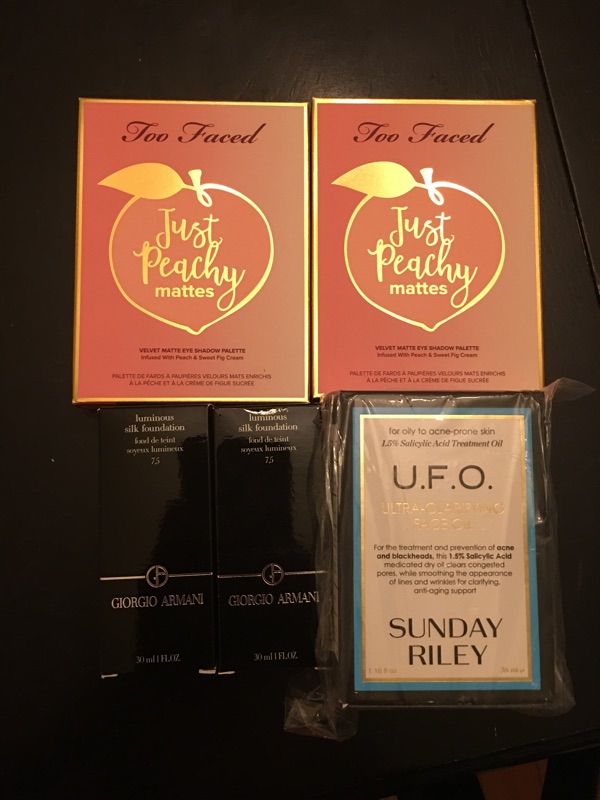 Too Faced
Just
Peachy
mattes
VELVET MATTE EYE SHADOW PALETTE
Infused With Peach & Sweet Fig Cream
PALETTE DE FARDS À PAUPIÈRES VELOURS MATS ENRICHIS
À LA PÊCHE ET À LA CRÈME DE FIGUE SUCRÉE
Too Faced
Just
Peachy
mattes
VELVET MATTE EYE SHADOW PALETTE
Infused With Peach & Sweet Fig Cream
PALETTE DE FARDS À PAUPIÈRES VELOURS MATS ENRICHIS
À LA PÊCHE ET À LA CRÈME DE FIGUE SUCRÉE
luminous
silk foundation
fond de teint
soyeux lumineux
7,5
GIORGIO ARMANI
30 ml 1 FL.OZ.
luminous
silk foundation
fond de teint
soyeux lumineux
7,5
GIORGIO ARMANI
30 ml 1 FL.OZ.
for oily to acne-prone skin
1.5% Salicylic Acid Treatment Oil
U.F.O.
ULTRA-CLARIFYING
FACE OIL
For the treatment and prevention of acne
and blackheads, this 1.5% Salicylic Acid
medicated dry oil clears congested
pores, while smoothing the appearance
of lines and wrinkles for clarifying,
anti-aging support
SUNDAY
RILEY
fl oz